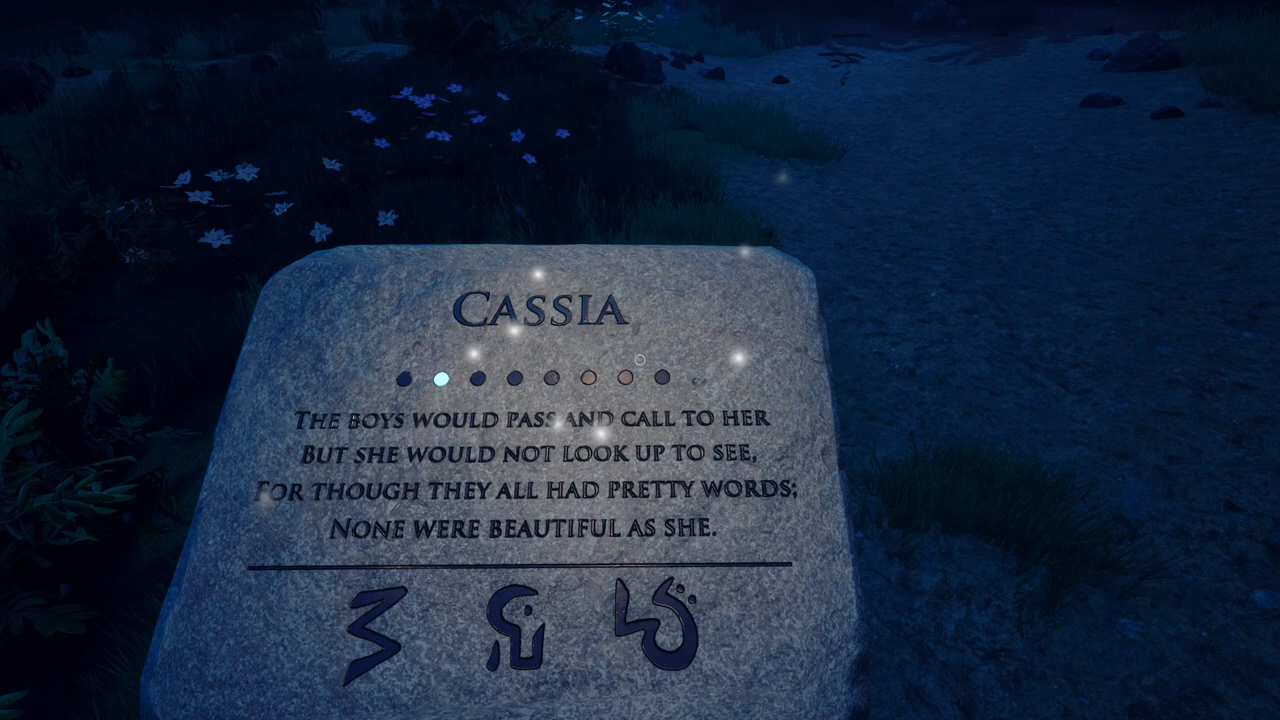 CASSIA
THE BOYS WOULD PASS AND CALL TO HER
BUT SHE WOULD NOT LOOK UP TO SEE,
FOR THOUGH THEY ALL HAD PRETTY WORDS;
NONE WERE BEAUTIFUL AS SHE.